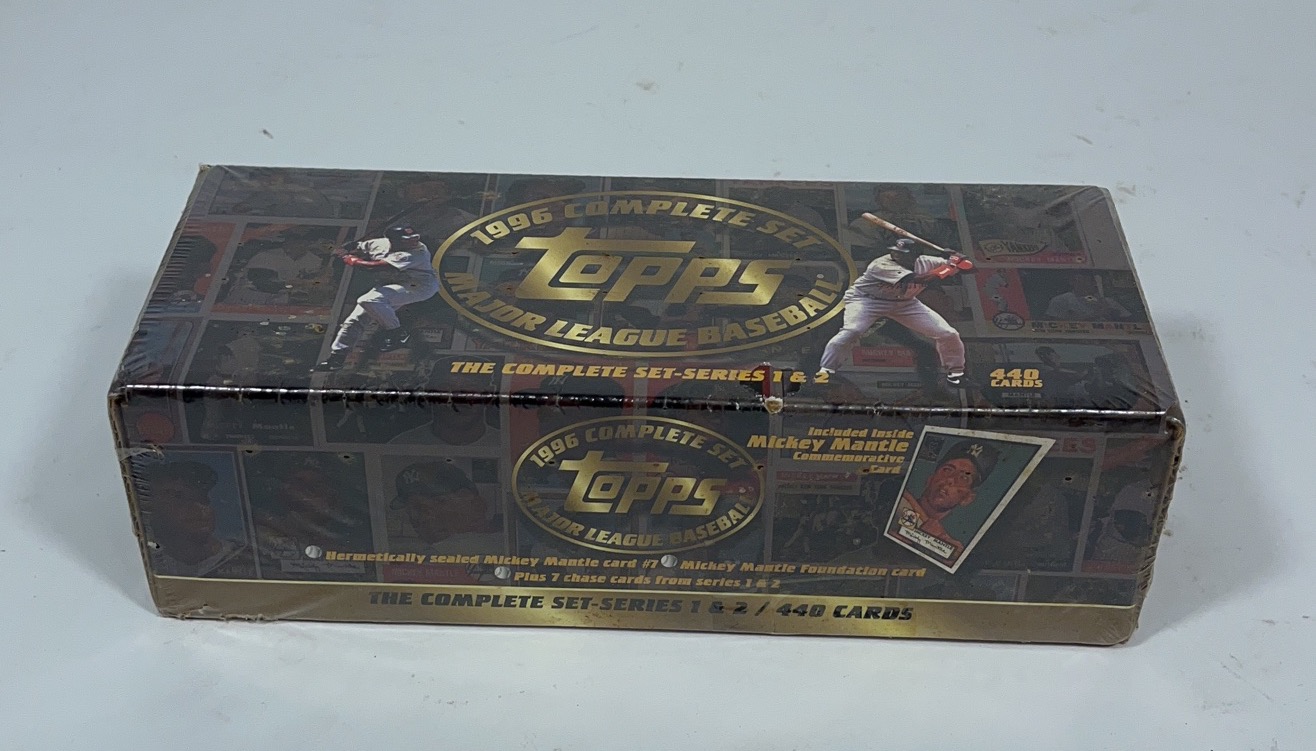 1996 COMPLETE SET
Topps
MAJOR LEAGUE BASEBALL
THE COMPLETE SET-SERIES 1 & 2
440
CARDS
MICKEY MANTL
1996 COMPLETE SET
Topps
MAJOR LEAGUE BASEBALL
Included Inside
Mickey Mantle
Commemorative
Card
Hermetically sealed Mickey Mantle card #7 Mickey Mantle Foundation card
Plus 7 chase cards from series 1 & 2
THE COMPLETE SET-SERIES 1 & 2 / 440 CARDS